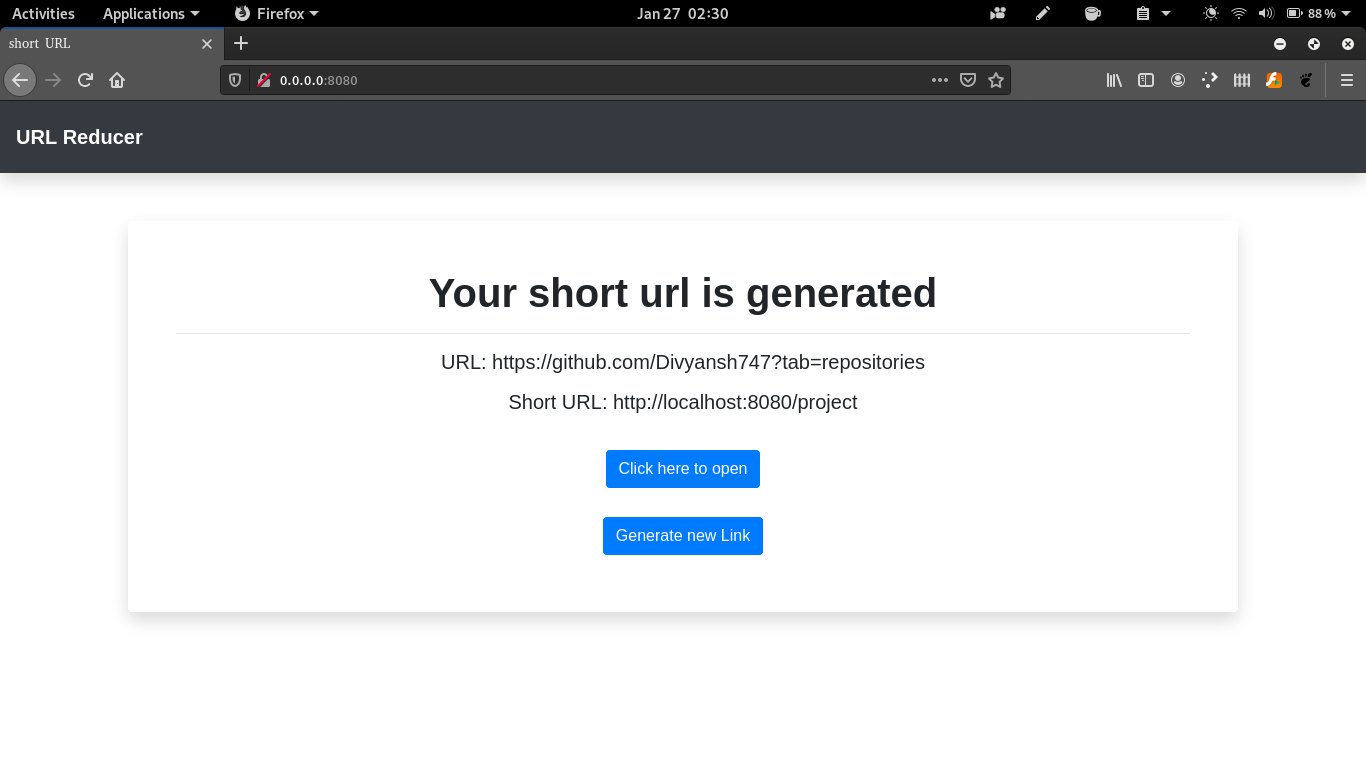 Activities Applications Firefox Jan 27 02:30 88 %
short URL
0.0.0.0:8080
URL Reducer
Your short url is generated
URL: https://github.com/Divyansh747?tab=repositories
Short URL: http://localhost:8080/project
Click here to open
Generate new Link